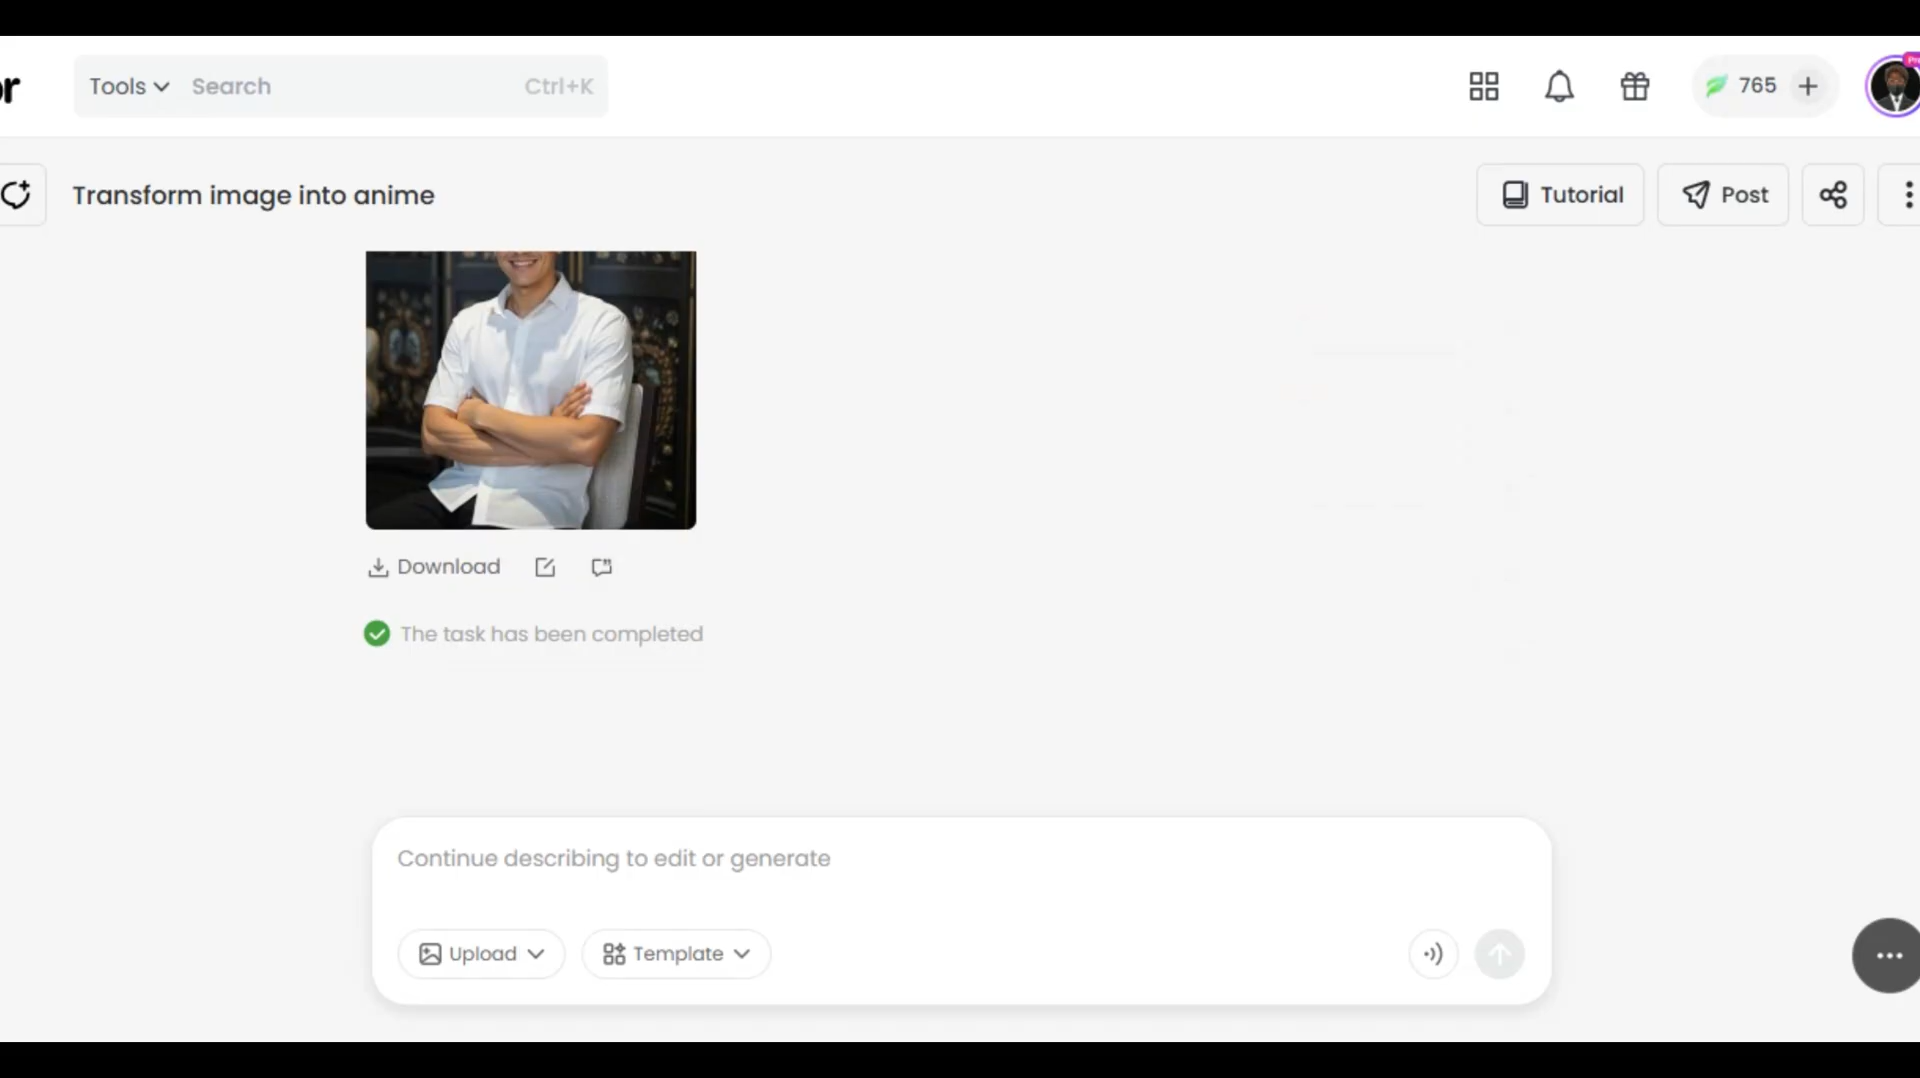 or
Tools
Search
Ctrl+K
765
Transform image into anime
Tutorial
Post
Download
The task has been completed
Continue describing to edit or generate
Upload
Template